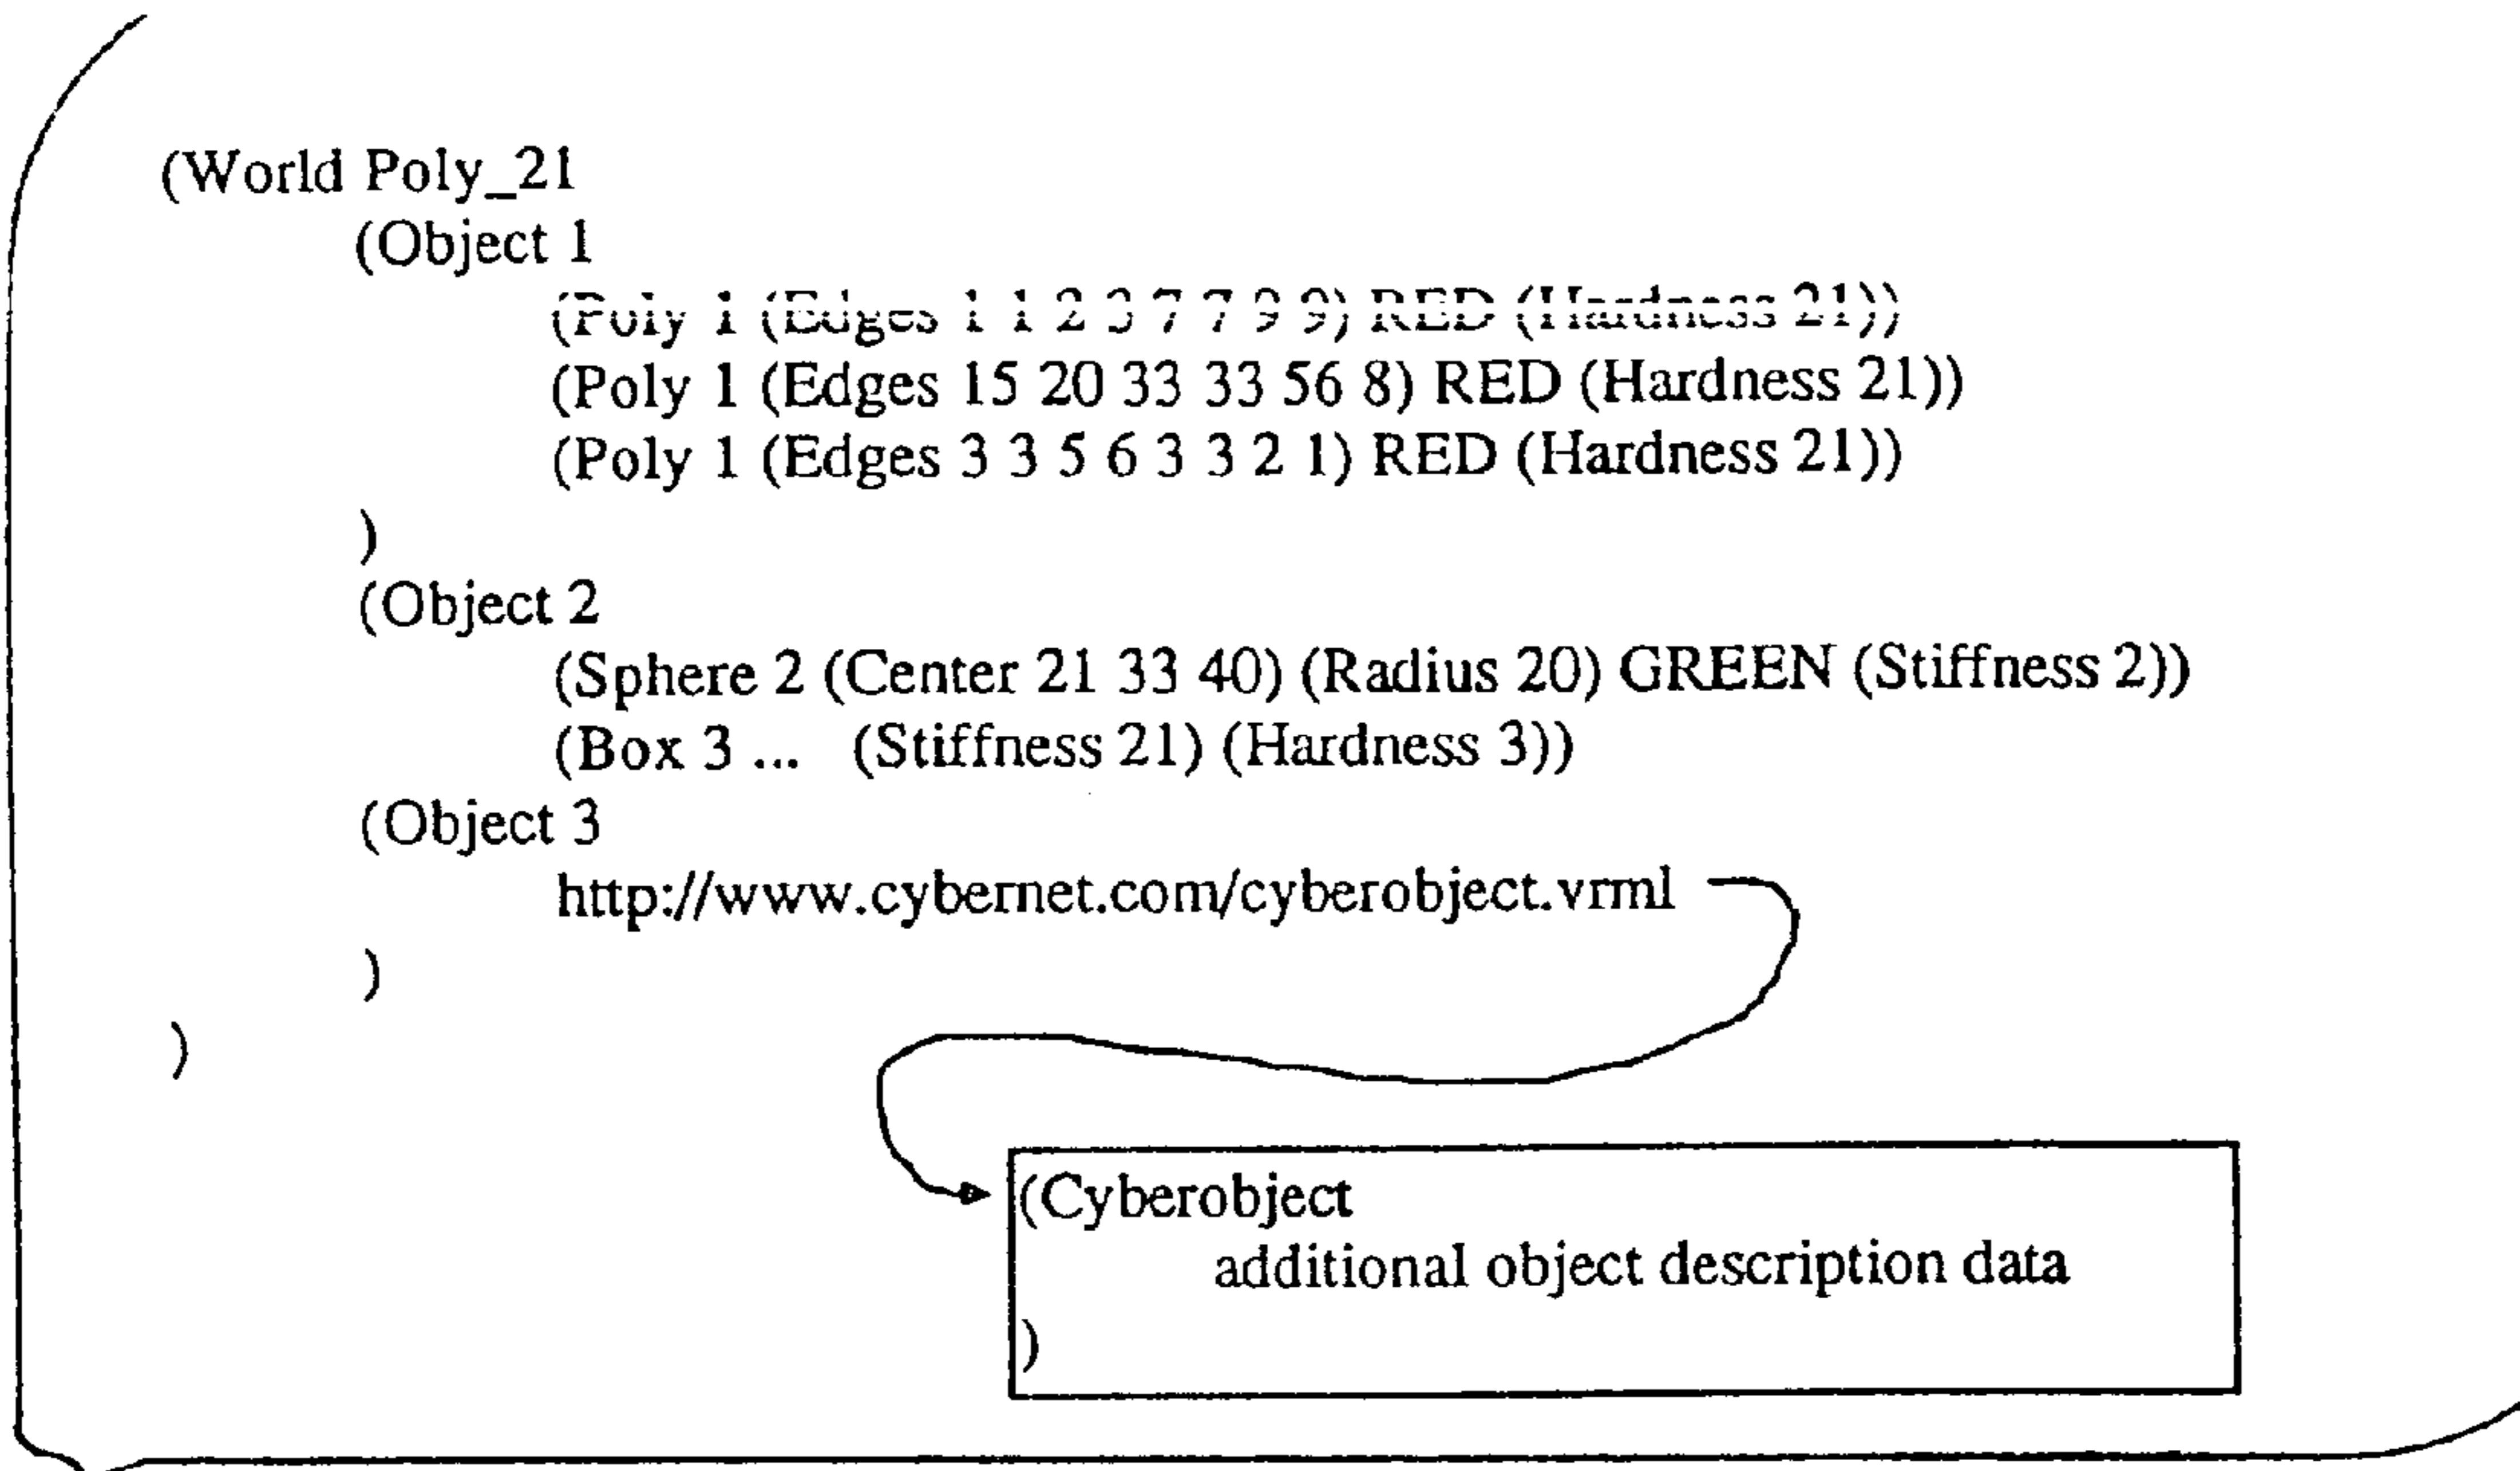 (World Poly_21
(Object 1
(Poly 1 (Edges 1 1 2 3 7 7 9 9) RED (Hardness 21))
(Poly 1 (Edges 15 20 33 33 56 8) RED (Hardness 21))
(Poly 1 (Edges 3 3 5 6 3 3 2 1) RED (Hardness 21))
)
(Object 2
(Sphere 2 (Center 21 33 40) (Radius 20) GREEN (Stiffness 2))
(Box 3 ... (Stiffness 21) (Hardness 3))
(Object 3
http://www.cybernet.com/cyberobject.vrml
)
)
(Cyberobject
additional object description data
)